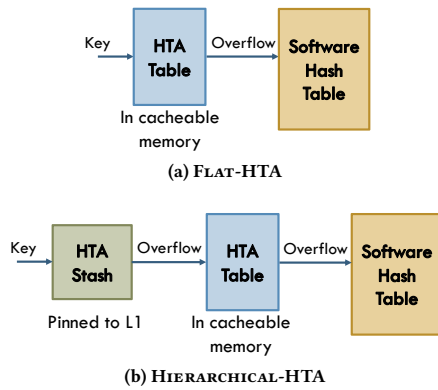 Key
HTA
Table
Overflow
Software
Hash
Table
In cacheable
memory
(a) FLAT-HTA
Key
HTA
Stash
Overflow
HTA
Table
Overflow
Software
Hash
Table
Pinned to L1
In cacheable
memory
(b) HIERARCHICAL-HTA